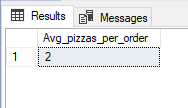 Results Messages
Avg_pizzas_per_order
1 2